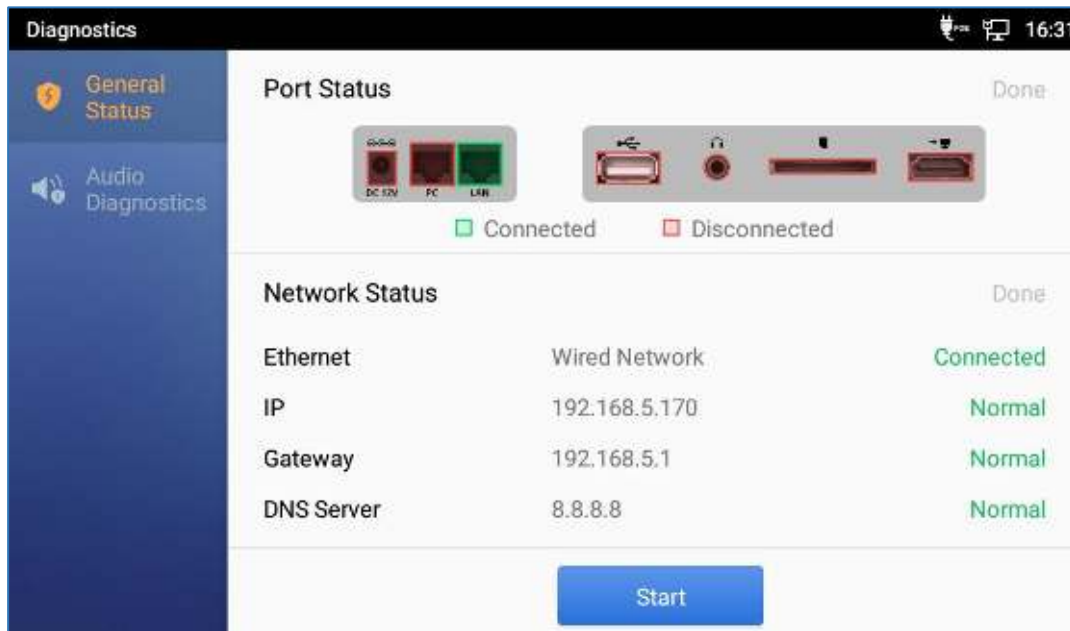 Diagnostics
POE 16:31
General
Status
Audio
Diagnostics
Port Status Done
DC 12V PC LAN
Connected Disconnected
Network Status Done
Ethernet Wired Network Connected
IP 192.168.5.170 Normal
Gateway 192.168.5.1 Normal
DNS Server 8.8.8.8 Normal
Start